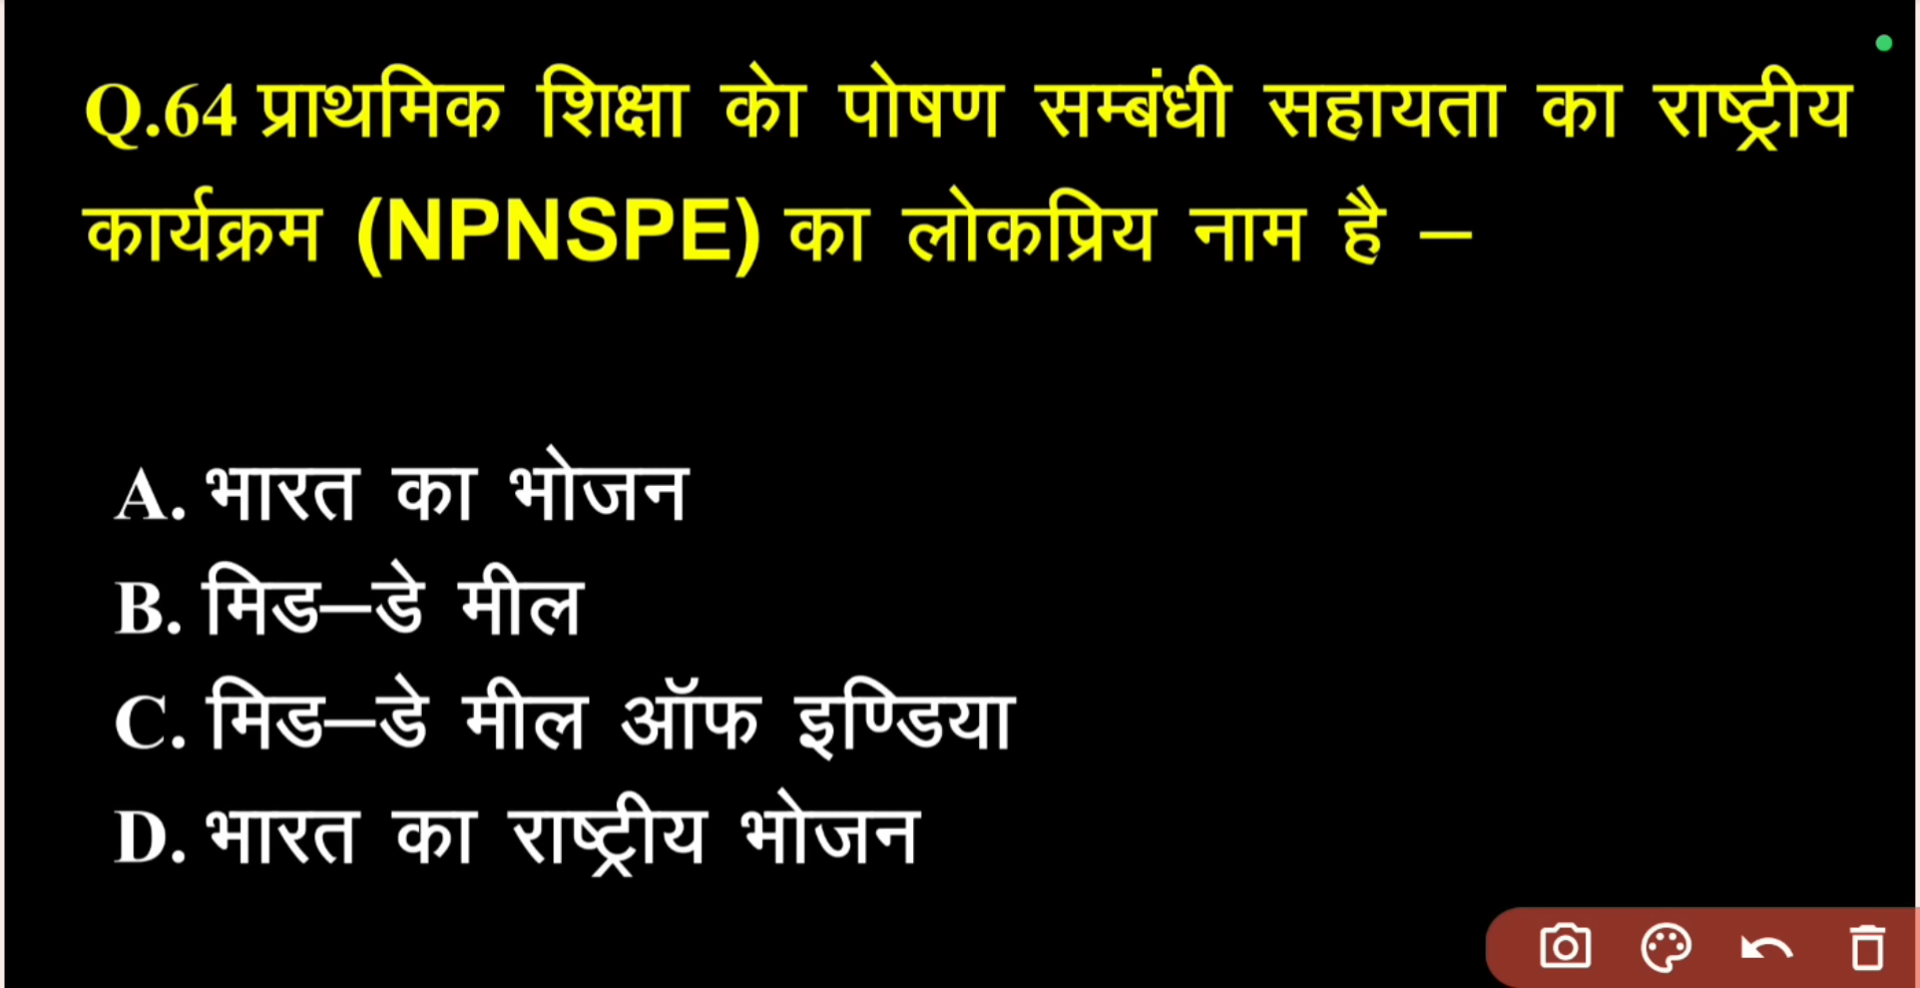 Q.64 प्राथमिक शिक्षा को पोषण सम्बंधी सहायता का राष्ट्रीय
कार्यक्रम (NPNSPE) का लोकप्रिय नाम है –
A. भारत का भोजन
B. मिड–डे मील
C. मिड–डे मील ऑफ इण्डिया
D. भारत का राष्ट्रीय भोजन